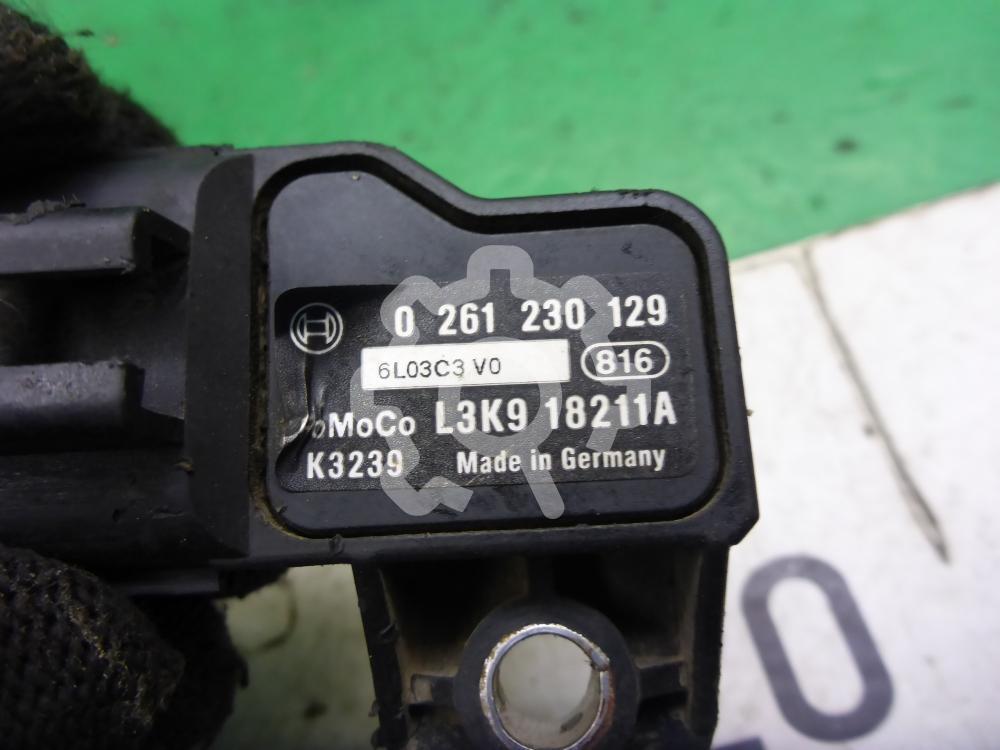 0 261 230 129
6L03C3 V0 816
MoCo L3K9 18211A
K3239 Made in Germany